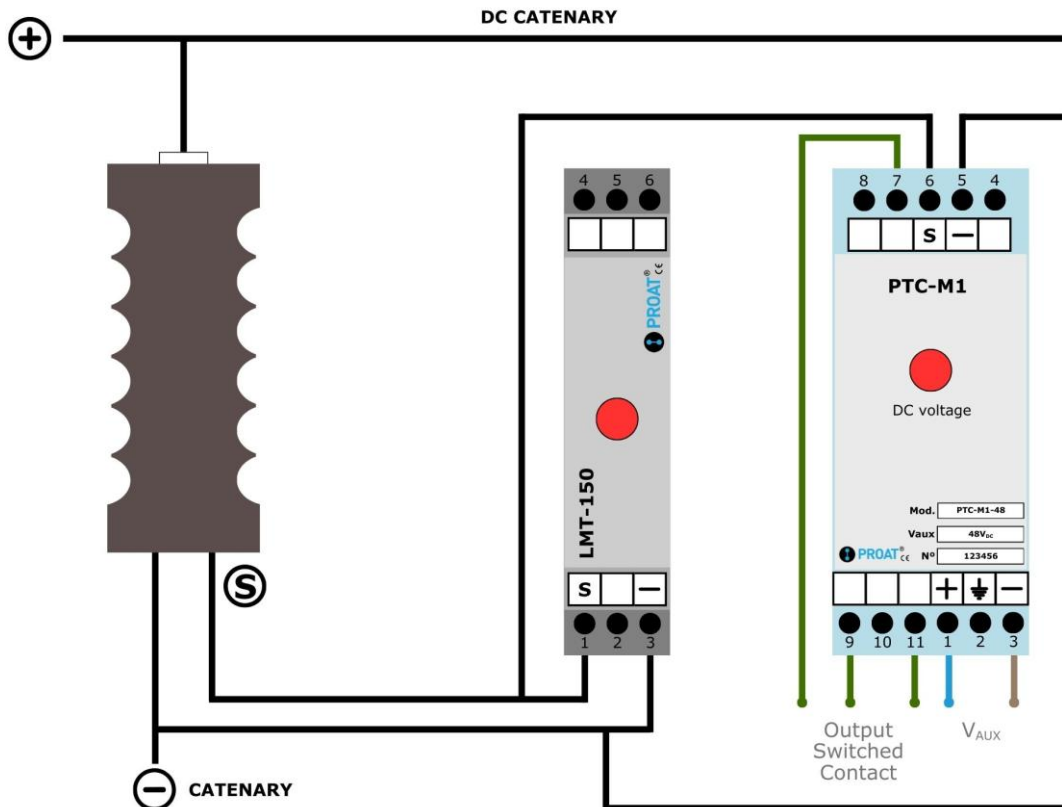 DC CATENARY
+
4 5 6
PROAT® CE
LMT-150
S −
1 2 3
8 7 6 5 4
S −
PTC-M1
DC voltage
Mod. PTC-M1-48
Vaux 48VDC
PROAT® CE Nº 123456
+ −
9 10 11 1 2 3
Output
Switched
Contact
VAUX
S
− CATENARY